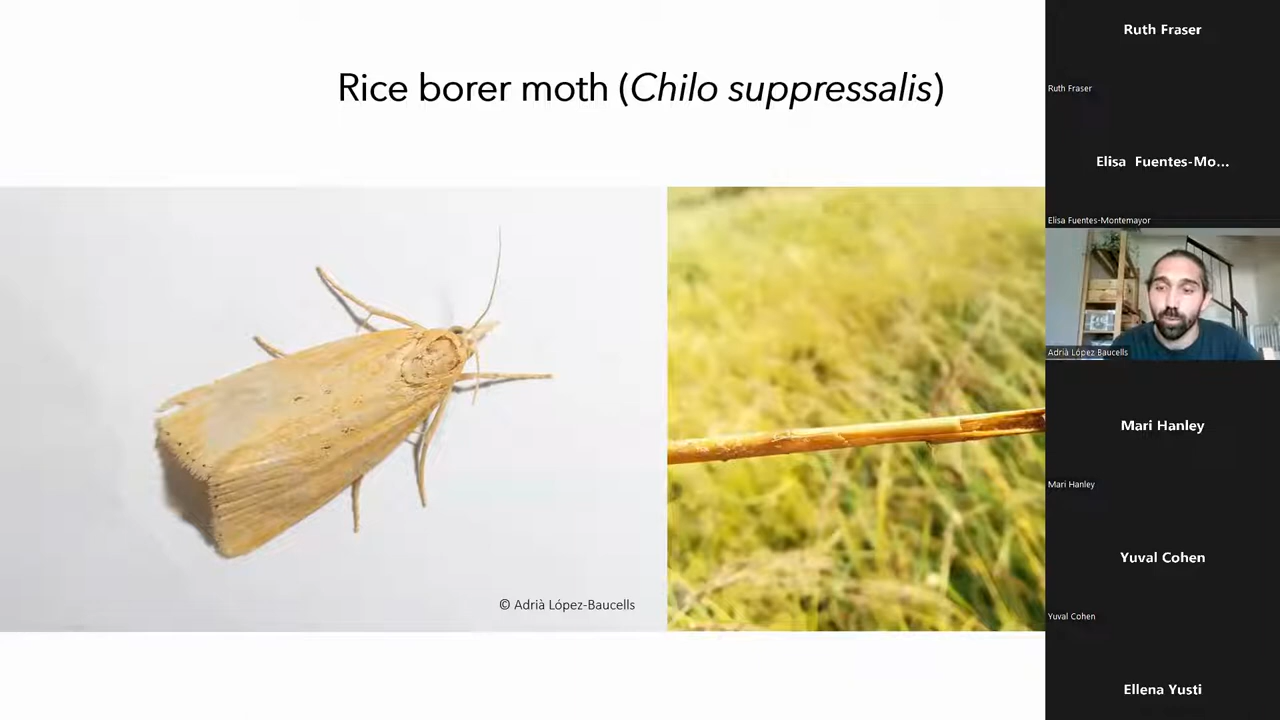 Rice borer moth (Chilo suppressalis)
© Adrià López-Baucells
Ruth Fraser
Ruth Fraser
Elisa Fuentes-Mo...
Elisa Fuentes-Montemayor
Adrià López Baucells
Mari Hanley
Mari Hanley
Yuval Cohen
Yuval Cohen
Ellena Yusti